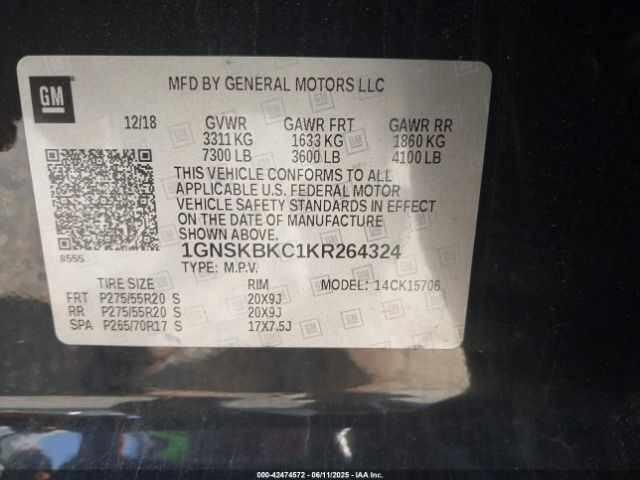 GM
MFD BY GENERAL MOTORS LLC
12/18 GVWR GAWR FRT GAWR RR
3311 KG 1633 KG 1860 KG
7300 LB 3600 LB 4100 LB
THIS VEHICLE CONFORMS TO ALL
APPLICABLE U.S. FEDERAL MOTOR
VEHICLE SAFETY STANDARDS IN EFFECT
ON THE DATE OF MANUFACTURE
SHOWN ABOVE.
8555
1GNSKBKC1KR264324
TYPE: M.P.V. MODEL: 14CK15706
TIRE SIZE RIM
FRT P275/55R20 S 20X9J
RR P275/55R20 S 20X9J
SPA P265/70R17 S 17X7.5J
000-42474572 - 06/11/2025 - IAAI, Inc.